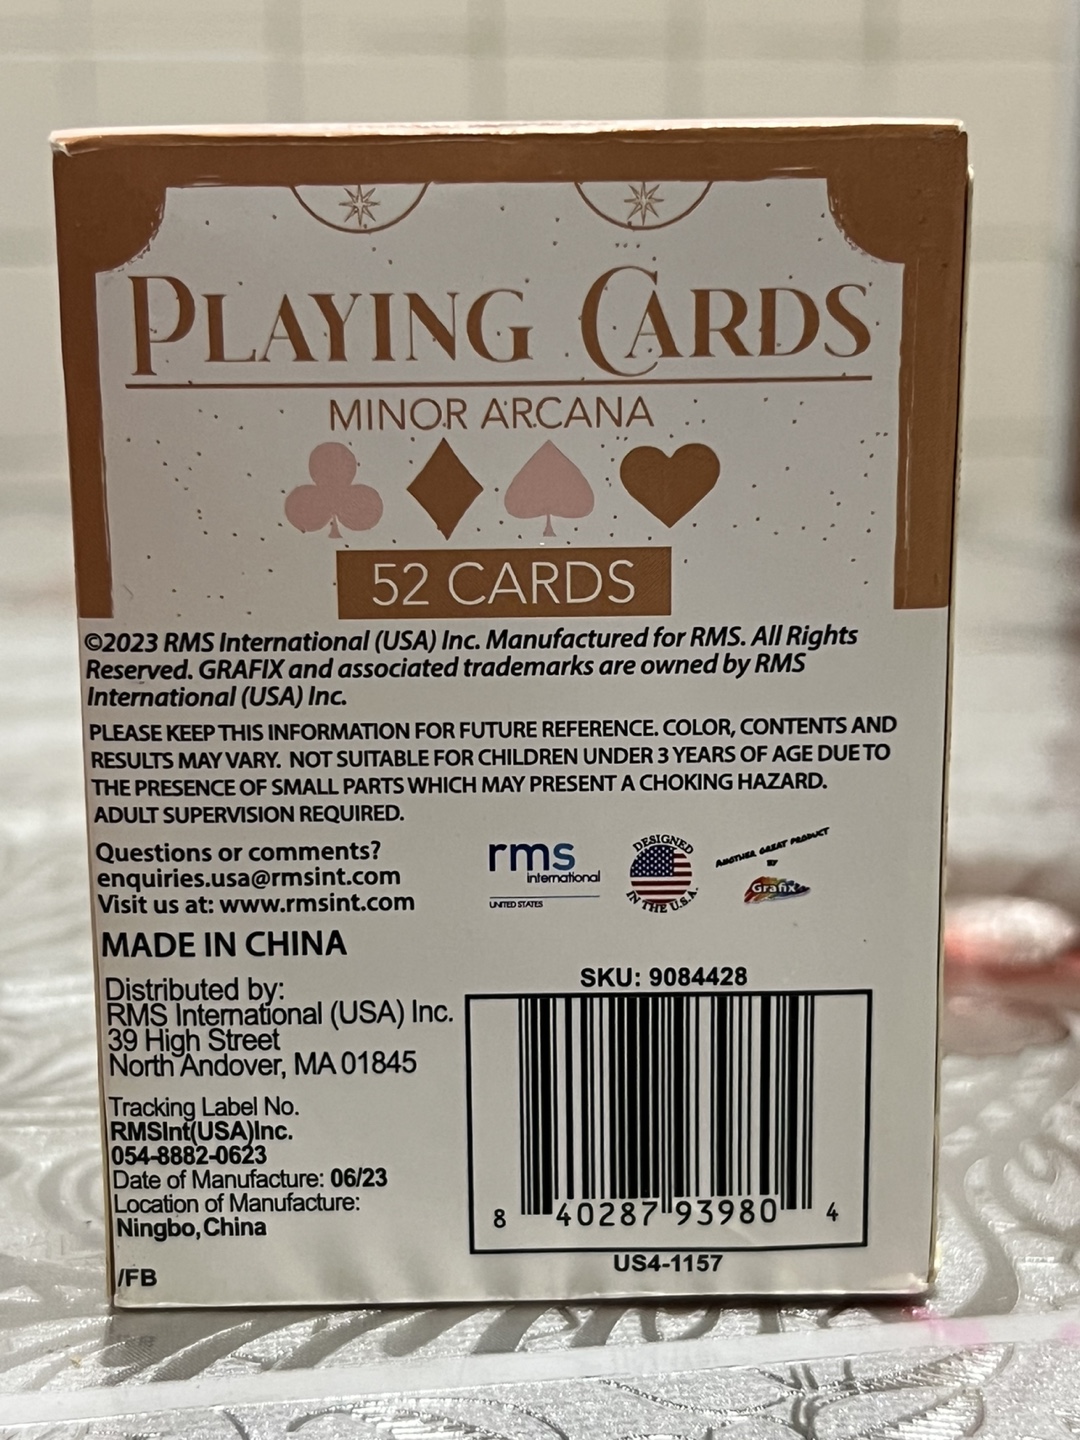 PLAYING CARDS
MINOR ARCANA
52 CARDS
©2023 RMS International (USA) Inc. Manufactured for RMS. All Rights
Reserved. GRAFIX and associated trademarks are owned by RMS
International (USA) Inc.
PLEASE KEEP THIS INFORMATION FOR FUTURE REFERENCE. COLOR, CONTENTS AND
RESULTS MAY VARY. NOT SUITABLE FOR CHILDREN UNDER 3 YEARS OF AGE DUE TO
THE PRESENCE OF SMALL PARTS WHICH MAY PRESENT A CHOKING HAZARD.
ADULT SUPERVISION REQUIRED.
Questions or comments?
enquiries.usa@rmsint.com
Visit us at: www.rmsint.com
rms
international
UNITED STATES
DESIGNED
IN THE U.S.A.
ANOTHER GREAT PRODUCT
BY
Grafix
MADE IN CHINA
Distributed by:
RMS International (USA) Inc.
39 High Street
North Andover, MA 01845
Tracking Label No.
RMSInt(USA)Inc.
054-8882-0623
Date of Manufacture: 06/23
Location of Manufacture:
Ningbo, China
/FB
SKU: 9084428
8 40287 93980 4
US4-1157